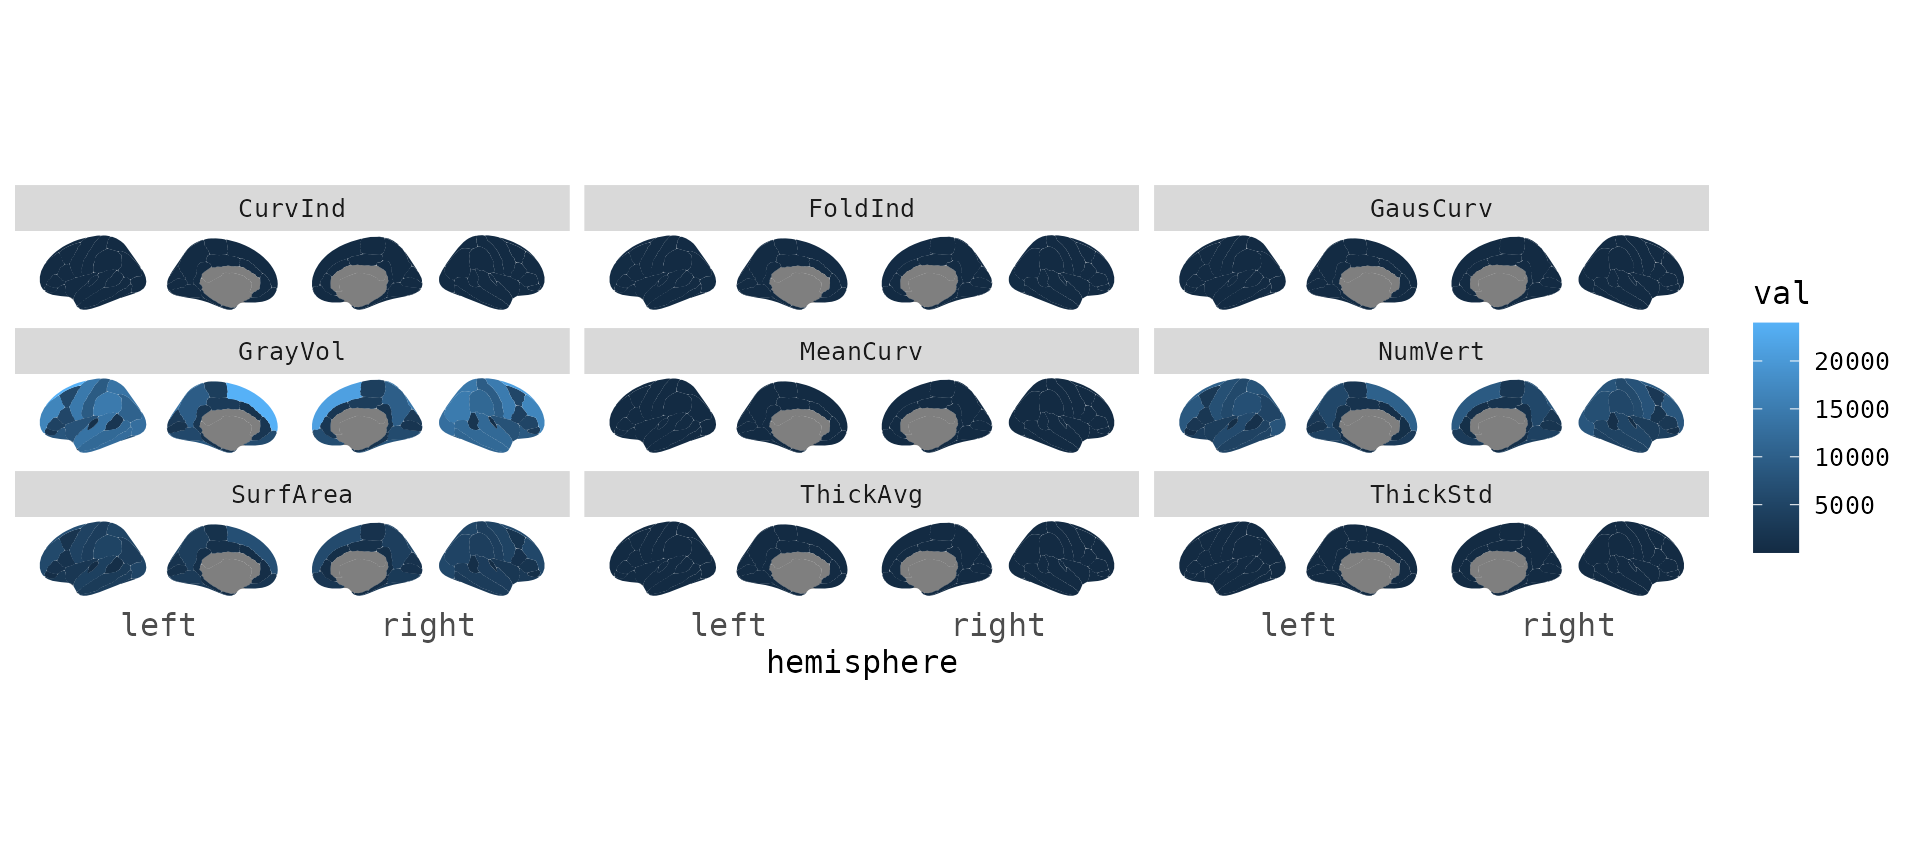 CurvInd
FoldInd
GausCurv
GrayVol
MeanCurv
NumVert
SurfArea
ThickAvg
ThickStd
left right left right left right
hemisphere
val
20000
15000
10000
5000